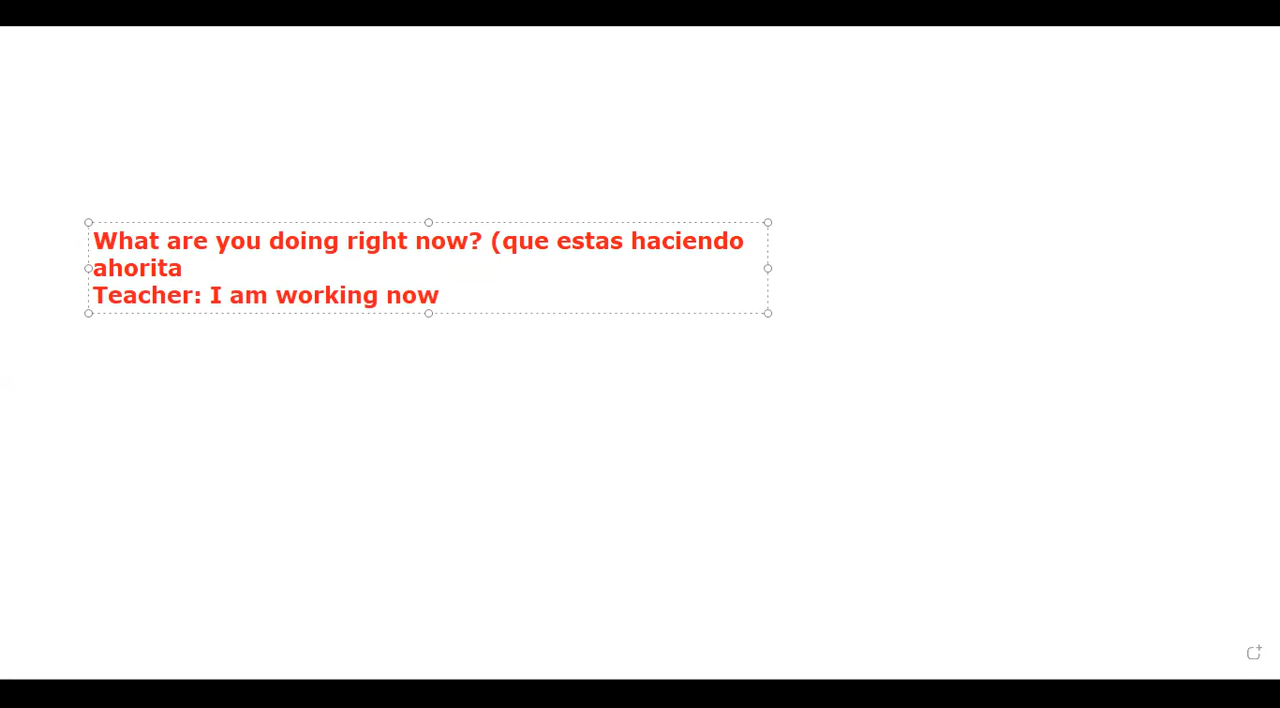 What are you doing right now? (que estas haciendo
ahorita
Teacher: I am working now